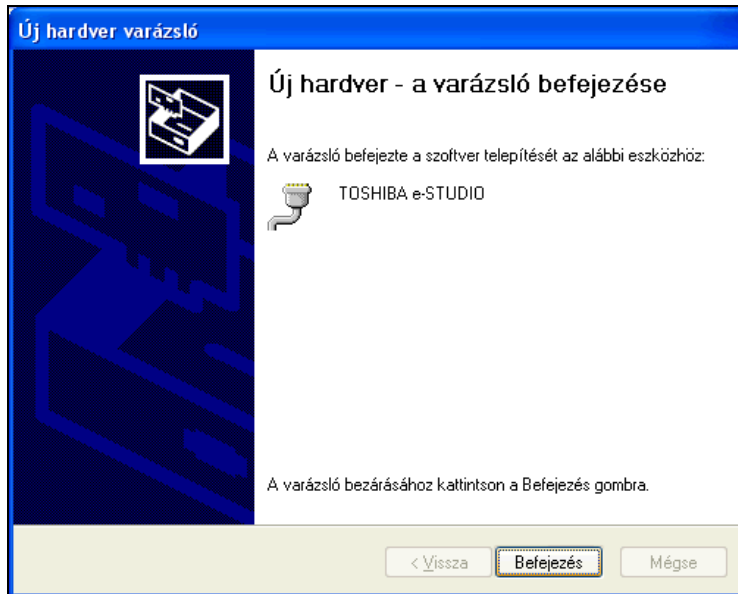 Új hardver varázsló
Új hardver - a varázsló befejezése
A varázsló befejezte a szoftver telepítését az alábbi eszközhöz:
TOSHIBA e-STUDIO
A varázsló bezárásához kattintson a Befejezés gombra.
< Vissza Befejezés Mégse